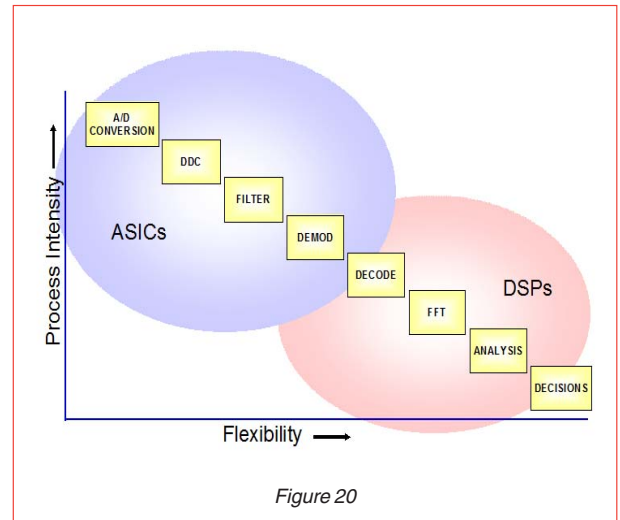 A/D
CONVERSION
DDC
FILTER
DEMOD
DECODE
FFT
ANALYSIS
DECISIONS
ASICs
DSPs
Process Intensity
Flexibility
Figure 20